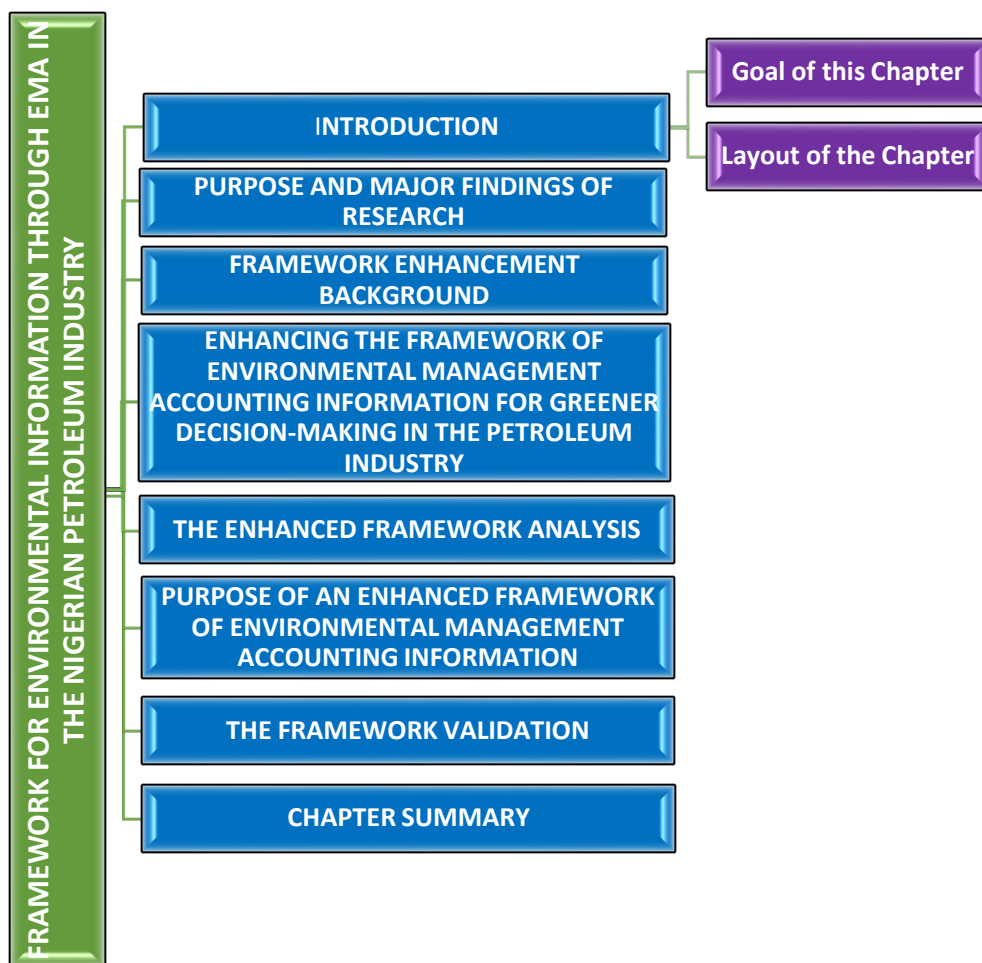 FRAMEWORK FOR ENVIRONMENTAL INFORMATION THROUGH EMA IN
THE NIGERIAN PETROLEUM INDUSTRY
INTRODUCTION
Goal of this Chapter
Layout of the Chapter
PURPOSE AND MAJOR FINDINGS OF
RESEARCH
FRAMEWORK ENHANCEMENT
BACKGROUND
ENHANCING THE FRAMEWORK OF
ENVIRONMENTAL MANAGEMENT
ACCOUNTING INFORMATION FOR GREENER
DECISION-MAKING IN THE PETROLEUM
INDUSTRY
THE ENHANCED FRAMEWORK ANALYSIS
PURPOSE OF AN ENHANCED FRAMEWORK
OF ENVIRONMENTAL MANAGEMENT
ACCOUNTING INFORMATION
THE FRAMEWORK VALIDATION
CHAPTER SUMMARY